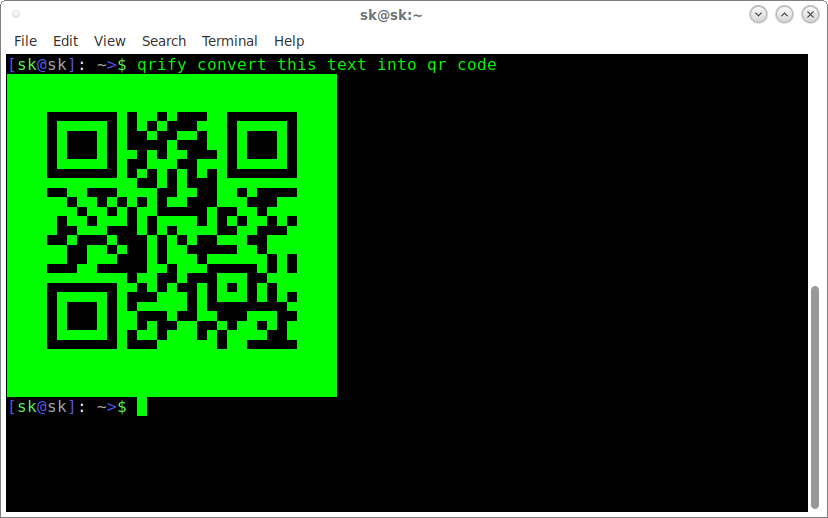 sk@sk:~
File Edit View Search Terminal Help
[sk@sk]: ~>$ qrify convert this text into qr code
[sk@sk]: ~>$